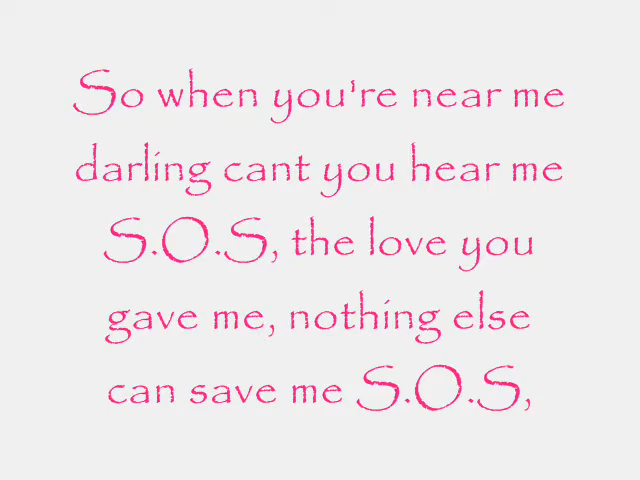 So when you're near me
darling cant you hear me
S.O.S, the love you
gave me, nothing else
can save me S.O.S,